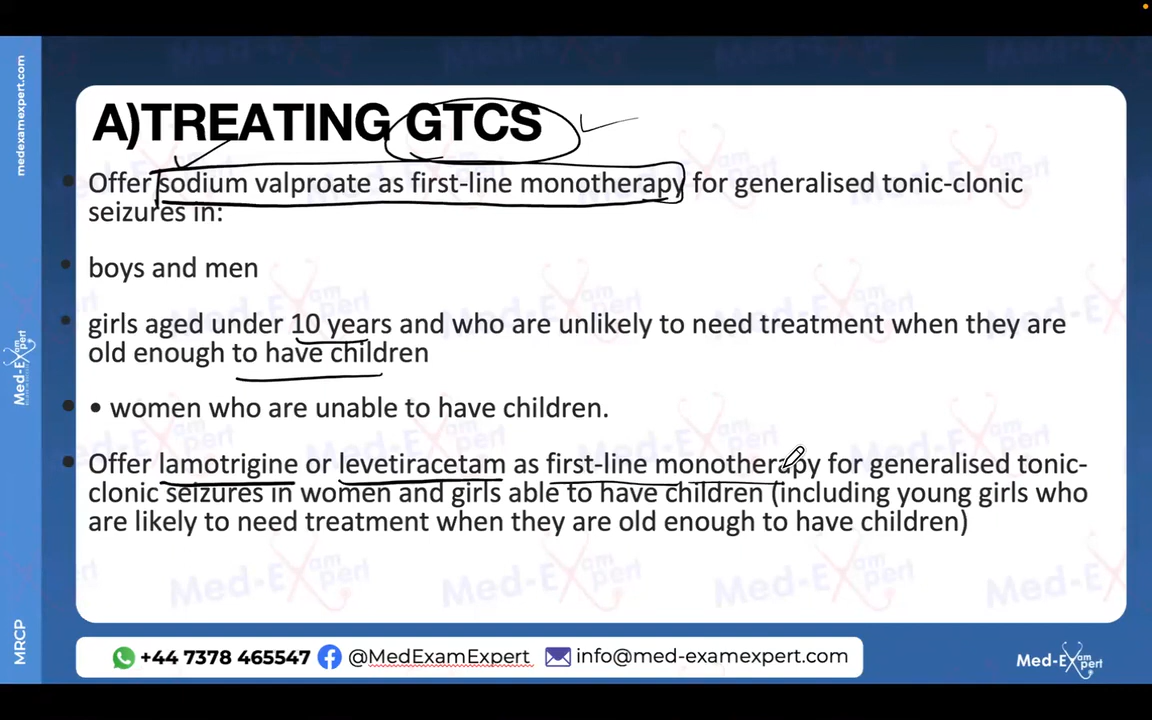 medexamexpert.com
Med-Expert
MRCP
A)TREATING GTCS
• Offer sodium valproate as first-line monotherapy for generalised tonic-clonic
seizures in:
• boys and men
• girls aged under 10 years and who are unlikely to need treatment when they are
old enough to have children
• • women who are unable to have children.
• Offer lamotrigine or levetiracetam as first-line monotherapy for generalised tonic-
clonic seizures in women and girls able to have children (including young girls who
are likely to need treatment when they are old enough to have children)
+44 7378 465547 @MedExamExpert info@med-examexpert.com
Med-Exam
pert